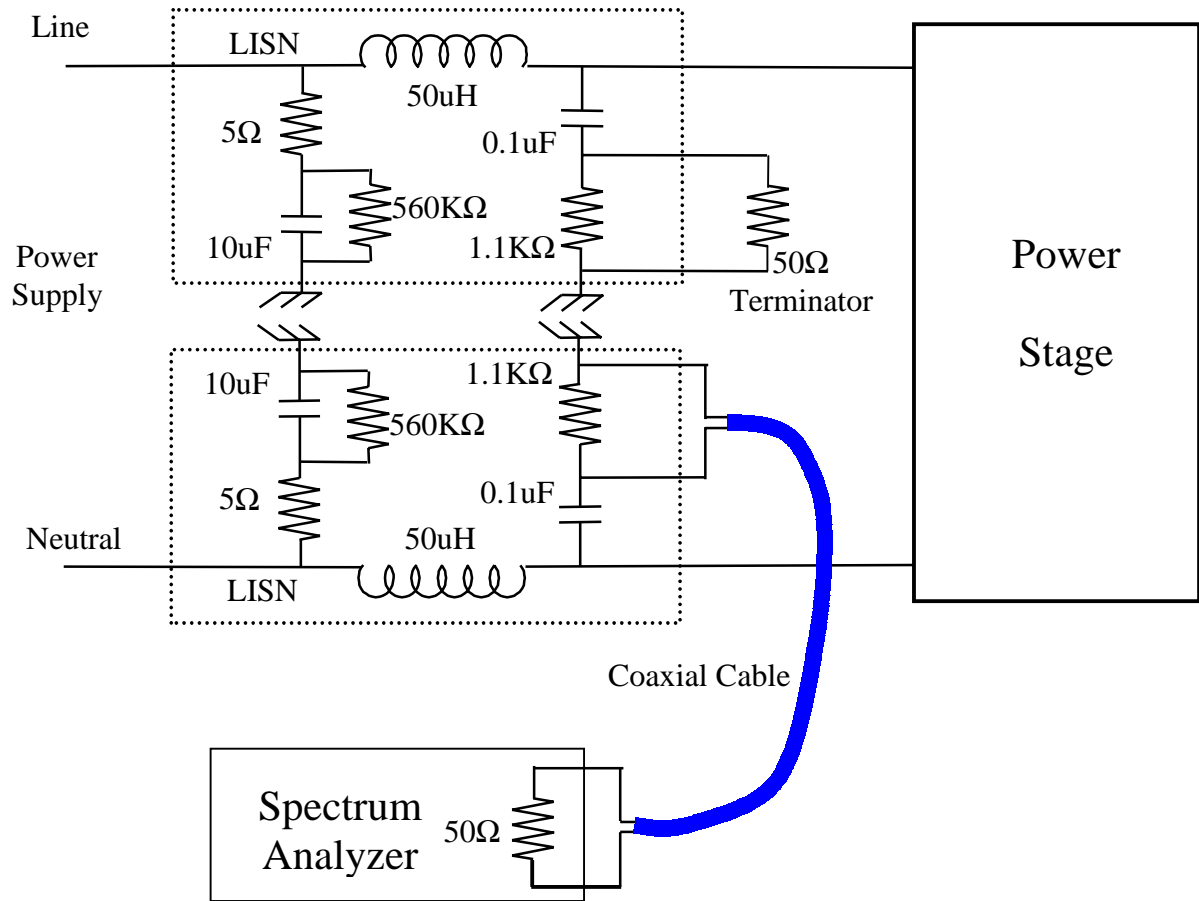 Line
LISN
50uH
5Ω
0.1uF
560KΩ
10uF
1.1KΩ
50Ω
Terminator
Power
Supply
Power
Stage
10uF
1.1KΩ
560KΩ
5Ω
0.1uF
Neutral
50uH
LISN
Coaxial Cable
Spectrum
Analyzer
50Ω